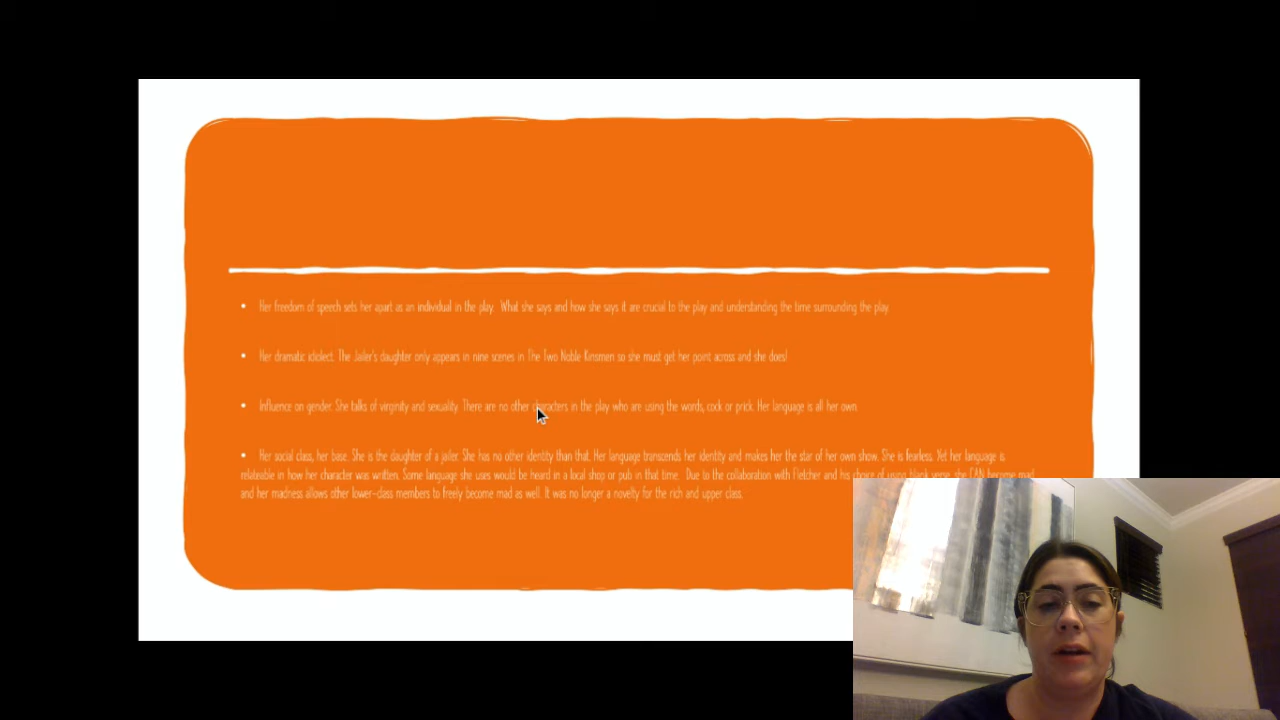 • Her freedom of speech sets her apart as an individual in the play. What she says and how she says it are crucial to the play and understanding the time surrounding the play.
• Her dramatic idiolect. The Jailer's daughter only appears in nine scenes in The Two Noble Kinsmen so she must get her point across and she does!
• Influence on gender. She talks of virginity and sexuality. There are no other characters in the play who are using the words, cock or prick. Her language is all her own.
• Her social class, her base. She is the daughter of a jailer. She has no other identity than that. Her language transcends her identity and makes her the star of her own show. She is fearless. Yet her language is
relateable in how her character was written. Some language she uses would be heard in a local shop or pub in that time. Due to the collaboration with Fletcher and his choice of using blank verse, she CAN become mad
and her madness allows other lower-class members to freely become mad as well. It was no longer a novelty for the rich and upper class.